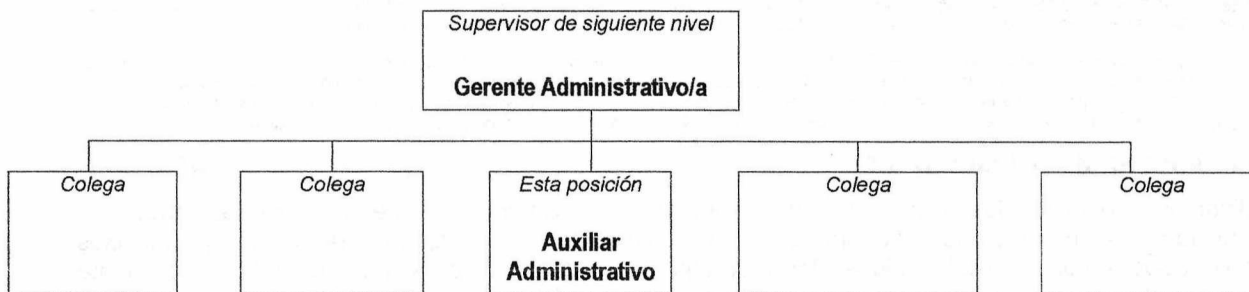 Supervisor de siguiente nivel
Gerente Administrativo/a
Colega
Colega
Esta posición
Auxiliar
Administrativo
Colega
Colega